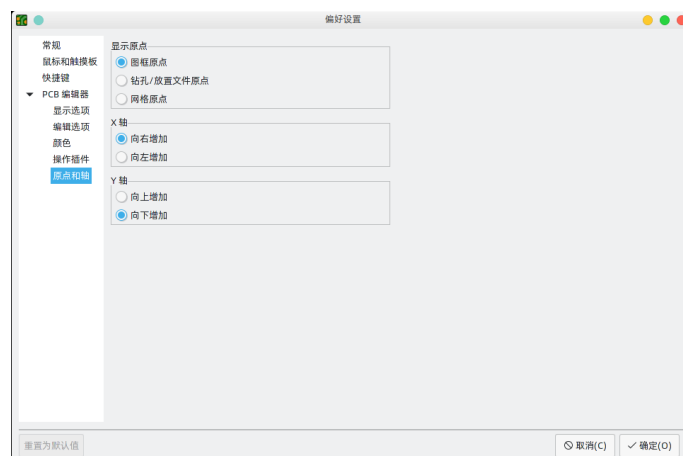 偏好设置
常规
鼠标和触摸板
快捷键
PCB 编辑器
显示选项
编辑选项
颜色
操作插件
原点和轴
显示原点
图框原点
钻孔/放置文件原点
网格原点
X 轴
向右增加
向左增加
Y 轴
向上增加
向下增加
重置为默认值
取消(C)
确定(O)